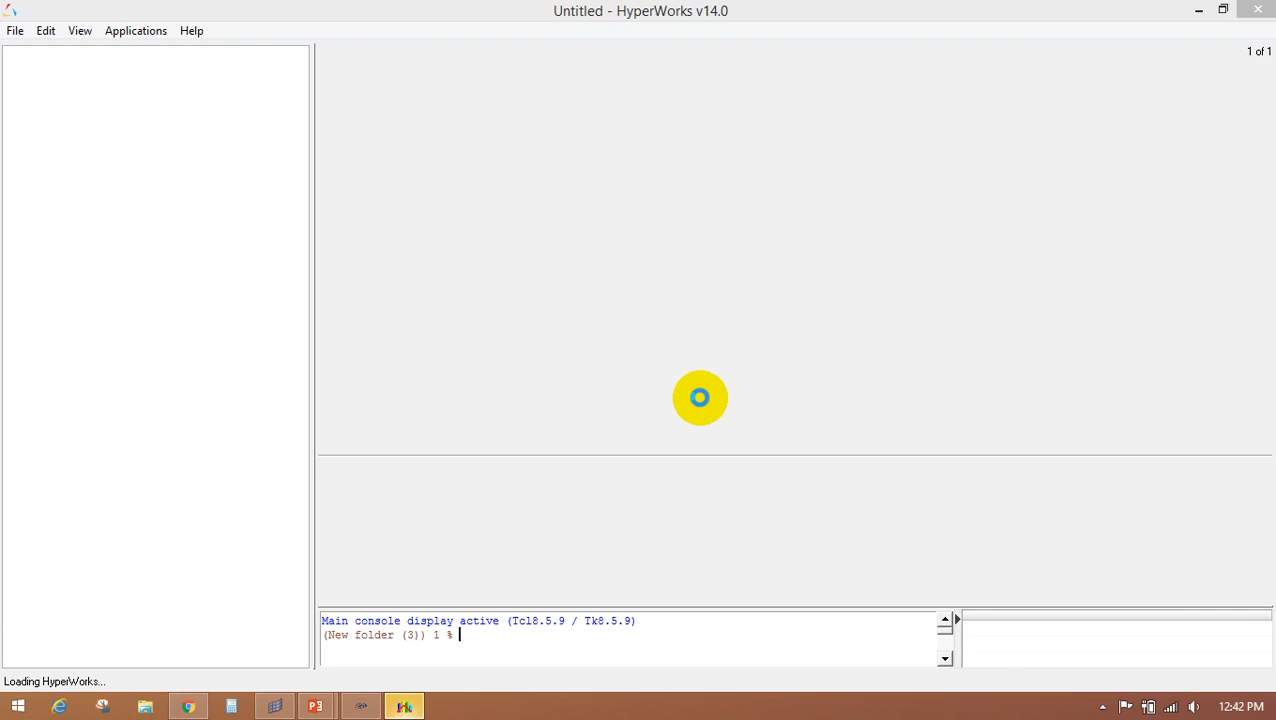 Untitled - HyperWorks v14.0
File Edit View Applications Help
1 of 1
Main console display active (Tcl8.5.9 / Tk8.5.9)
(New folder (3)) 1 %
Loading HyperWorks...
12:42 PM